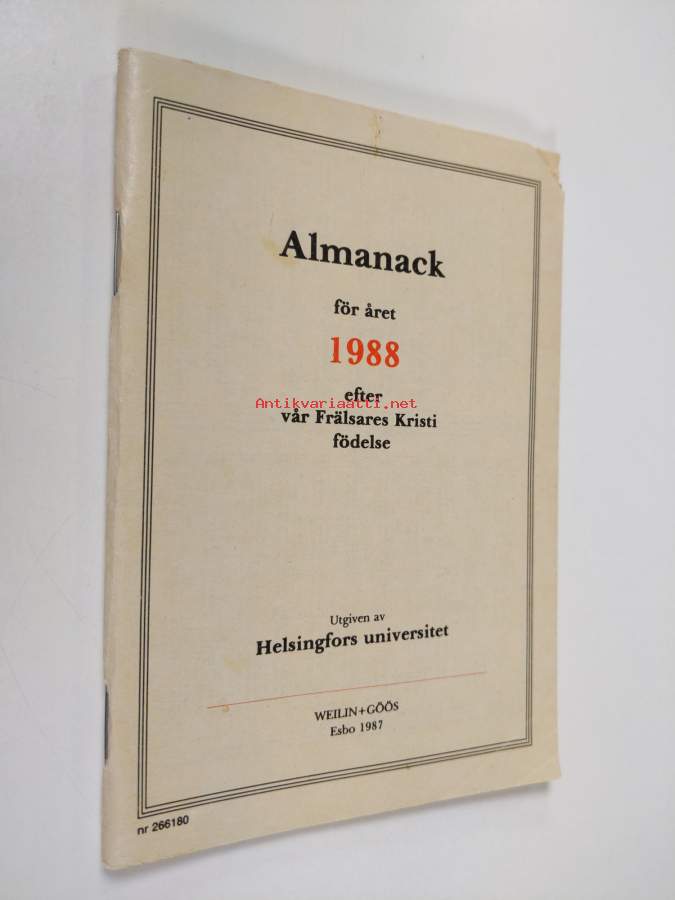 Almanack
för året
1988
efter
Antikvariaatti.net
vår Frälsares Kristi
födelse
Utgiven av
Helsingfors universitet
WEILIN+GÖÖS
Esbo 1987
nr 266180